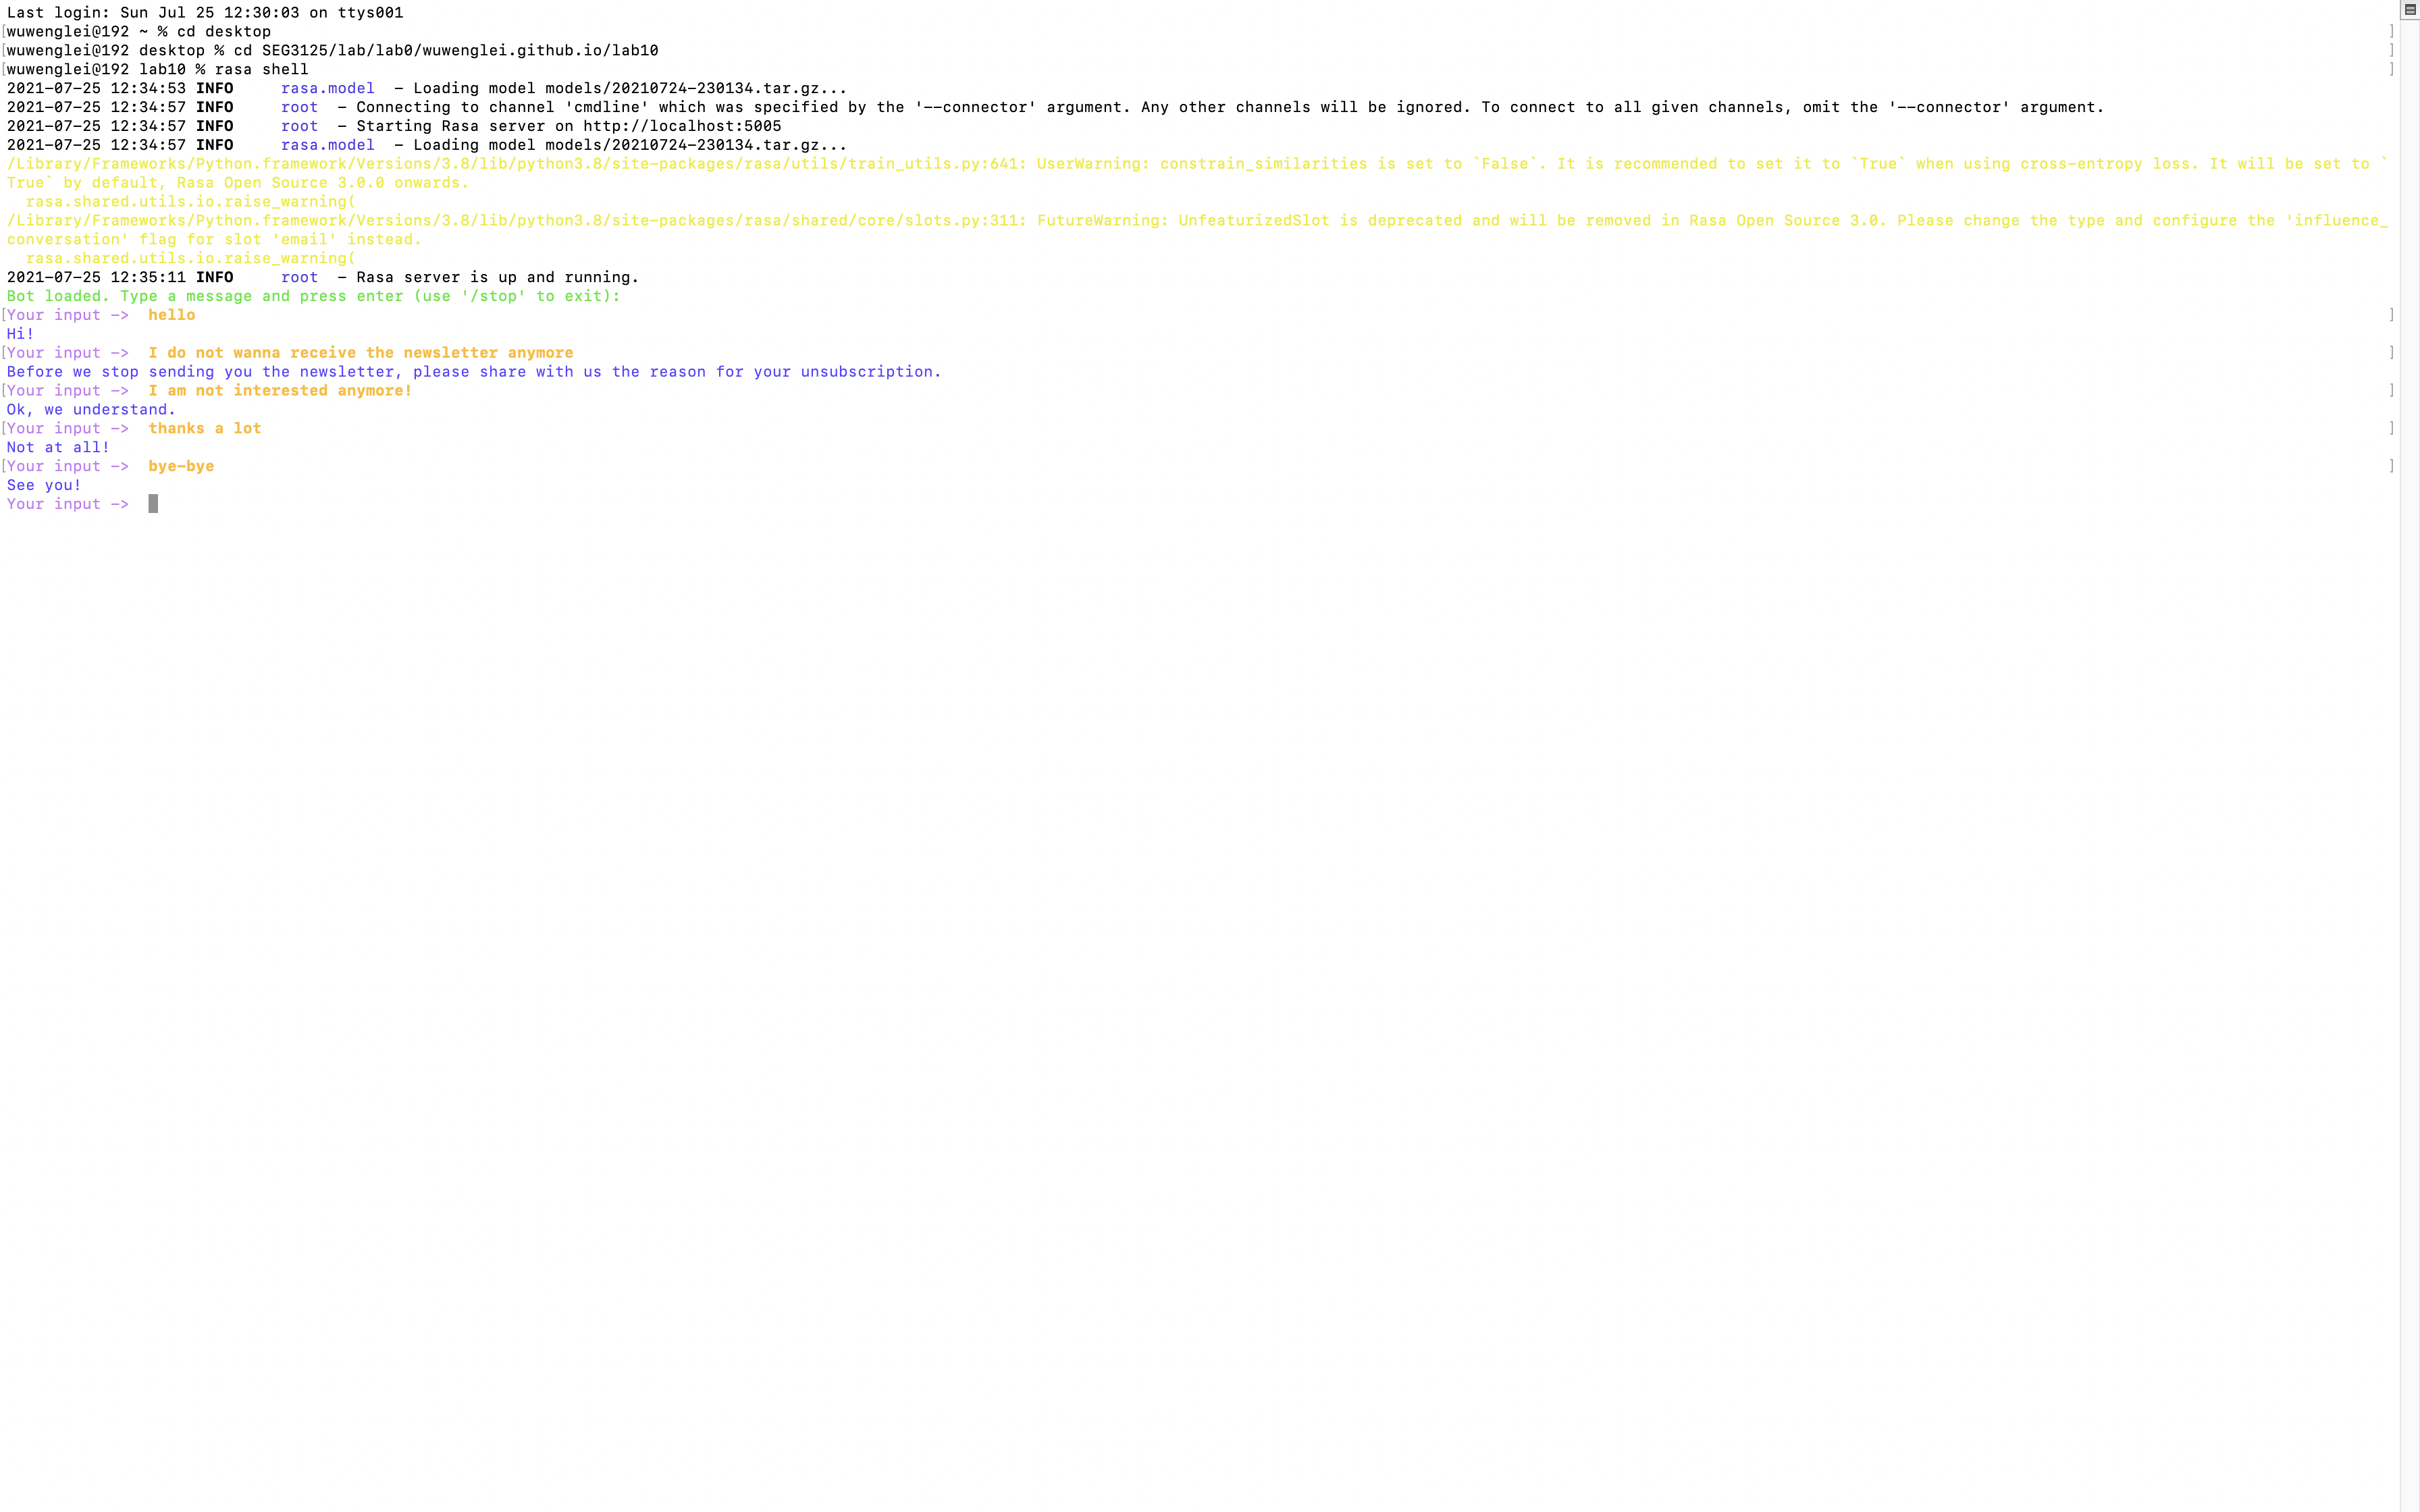 Last login: Sun Jul 25 12:30:03 on ttys001
[wuwenglei@192 ~ % cd desktop ]
[wuwenglei@192 desktop % cd SEG3125/lab/lab0/wuwenglei.github.io/lab10 ]
[wuwenglei@192 lab10 % rasa shell ]
2021-07-25 12:34:53 INFO     rasa.model  - Loading model models/20210724-230134.tar.gz...
2021-07-25 12:34:57 INFO     root  - Connecting to channel 'cmdline' which was specified by the '--connector' argument. Any other channels will be ignored. To connect to all given channels, omit the '--connector' argument.
2021-07-25 12:34:57 INFO     root  - Starting Rasa server on http://localhost:5005
2021-07-25 12:34:57 INFO     rasa.model  - Loading model models/20210724-230134.tar.gz...
/Library/Frameworks/Python.framework/Versions/3.8/lib/python3.8/site-packages/rasa/utils/train_utils.py:641: UserWarning: constrain_similarities is set to `False`. It is recommended to set it to `True` when using cross-entropy loss. It will be set to `
True` by default, Rasa Open Source 3.0.0 onwards.
  rasa.shared.utils.io.raise_warning(
/Library/Frameworks/Python.framework/Versions/3.8/lib/python3.8/site-packages/rasa/shared/core/slots.py:311: FutureWarning: UnfeaturizedSlot is deprecated and will be removed in Rasa Open Source 3.0. Please change the type and configure the 'influence_
conversation' flag for slot 'email' instead.
  rasa.shared.utils.io.raise_warning(
2021-07-25 12:35:11 INFO     root  - Rasa server is up and running.
Bot loaded. Type a message and press enter (use '/stop' to exit):
[Your input ->  hello ]
Hi!
[Your input ->  I do not wanna receive the newsletter anymore ]
Before we stop sending you the newsletter, please share with us the reason for your unsubscription.
[Your input ->  I am not interested anymore! ]
Ok, we understand.
[Your input ->  thanks a lot ]
Not at all!
[Your input ->  bye-bye ]
See you!
Your input ->